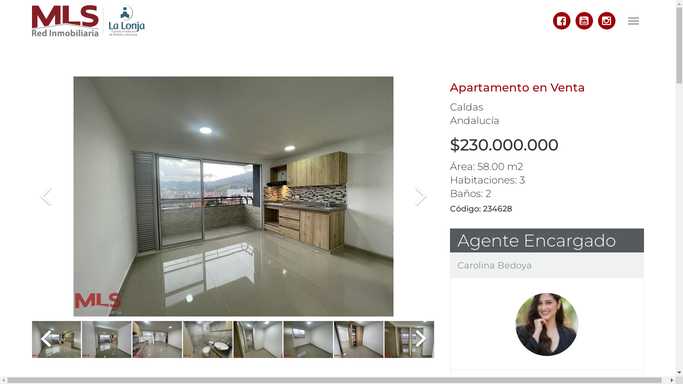 MLS
Red Inmobiliaria
La Lonja
Apartamento en Venta
Caldas
Andalucía
$230.000.000
Área: 58.00 m2
Habitaciones: 3
Baños: 2
Código: 234628
Agente Encargado
Carolina Bedoya
MLS